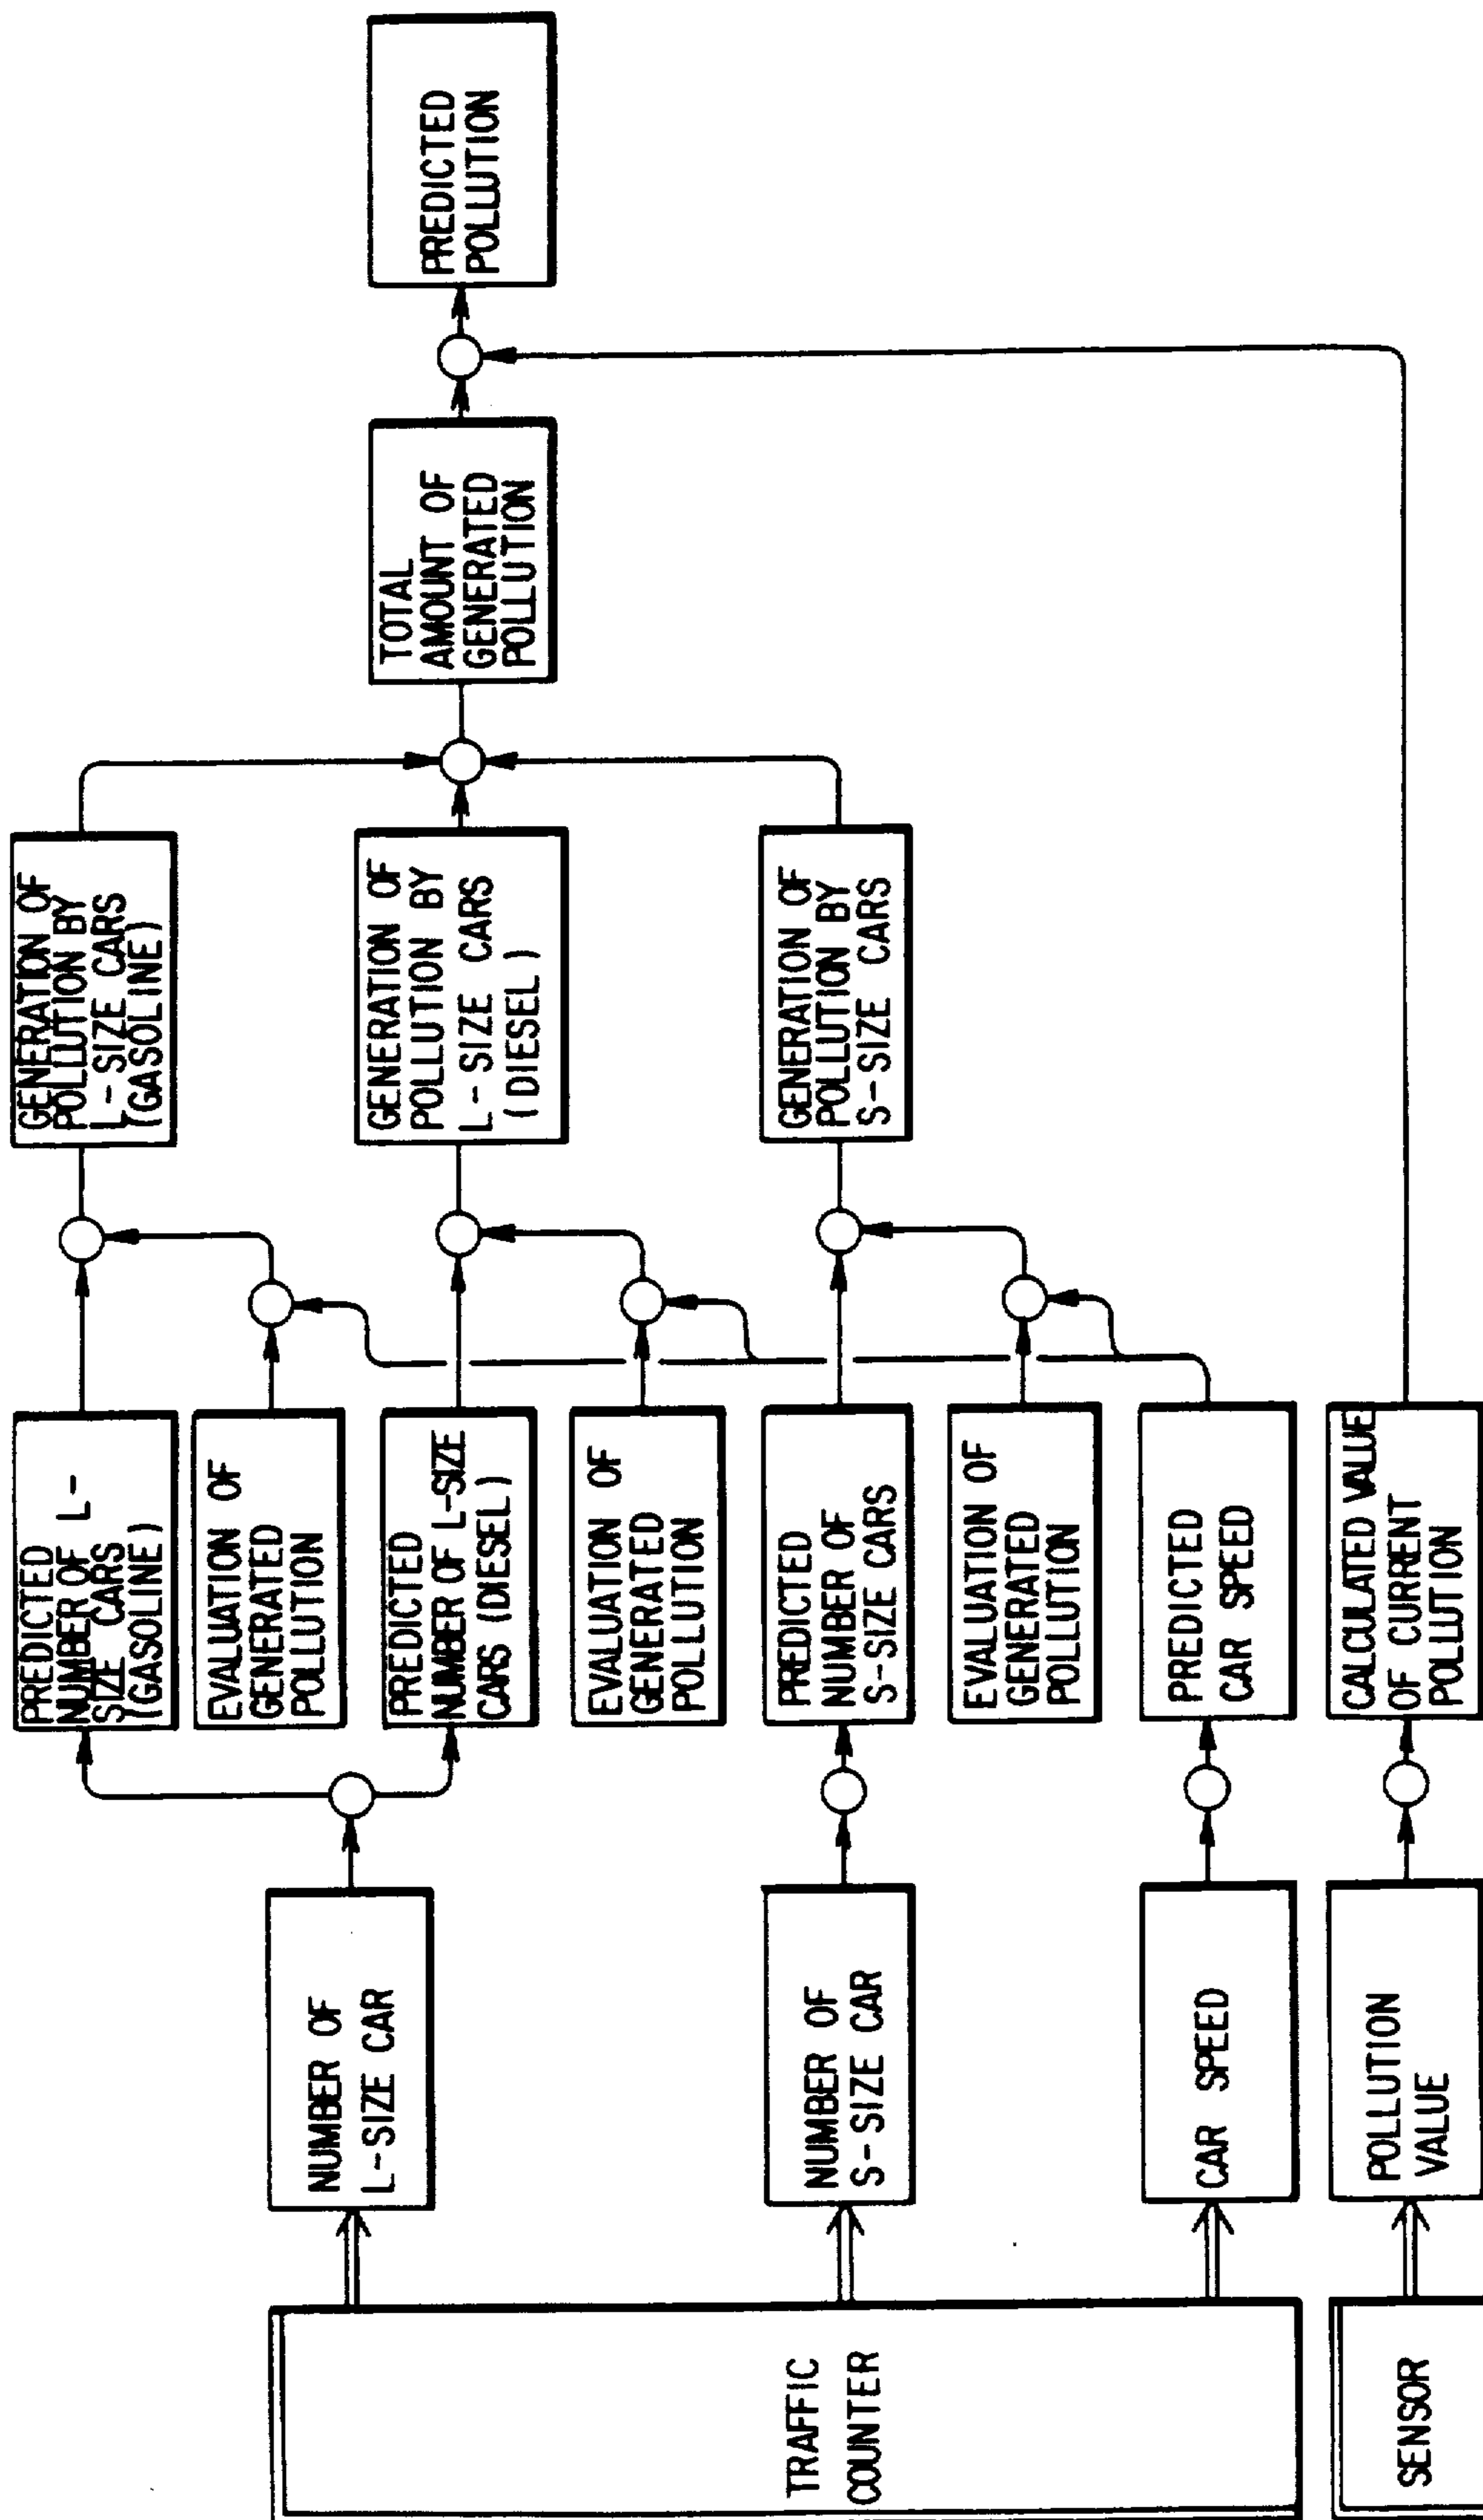 TRAFFIC
COUNTER
SENSOR
NUMBER OF
L-SIZE CAR
NUMBER OF
S-SIZE CAR
CAR SPEED
POLLUTION
VALUE
PREDICTED
NUMBER OF L-
SIZE CARS
(GASOLINE)
EVALUATION OF
GENERATED
POLLUTION
PREDICTED
NUMBER OF L-SIZE
CARS (DIESEL)
EVALUATION OF
GENERATED
POLLUTION
PREDICTED
NUMBER OF
S-SIZE CARS
EVALUATION OF
GENERATED
POLLUTION
PREDICTED
CAR SPEED
CALCULATED VALUE
OF CURRENT
POLLUTION
GENERATION OF
POLLUTION BY
L-SIZE CARS
(GASOLINE)
GENERATION OF
POLLUTION BY
L-SIZE CARS
(DIESEL)
GENERATION OF
POLLUTION BY
S-SIZE CARS
TOTAL
AMOUNT OF
GENERATED
POLLUTION
PREDICTED
POLLUTION